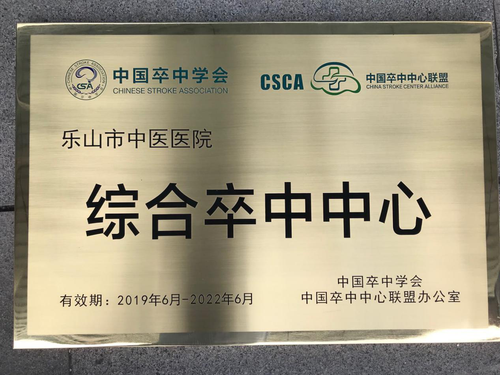 中国卒中学会
CHINESE STROKE ASSOCIATION
CSA
CSCA
中国卒中中心联盟
CHINA STROKE CENTER ALLIANCE
乐山市中医医院
综合卒中中心
中国卒中学会
有效期：2019年6月-2022年6月 中国卒中中心联盟办公室